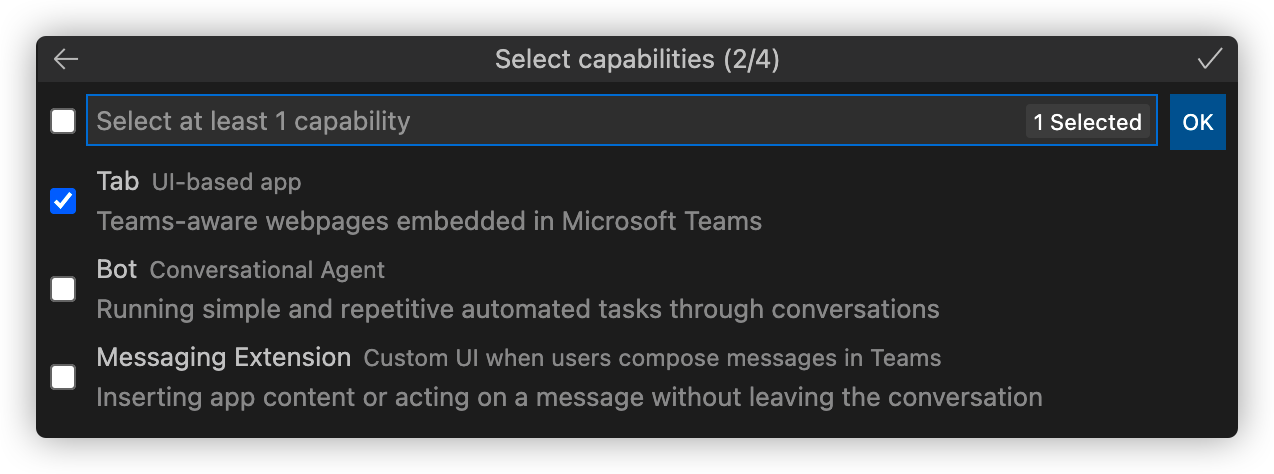 Select capabilities (2/4)
Select at least 1 capability 1 Selected OK
Tab UI-based app
Teams-aware webpages embedded in Microsoft Teams
Bot Conversational Agent
Running simple and repetitive automated tasks through conversations
Messaging Extension Custom UI when users compose messages in Teams
Inserting app content or acting on a message without leaving the conversation